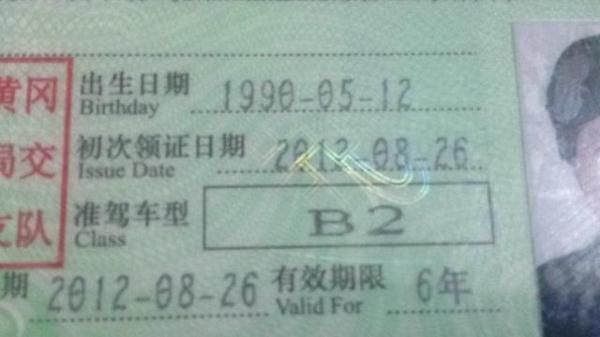 黄冈
出生日期 1990-05-12
Birthday
局交
初次领证日期 2012-08-26
Issue Date
支队
准驾车型 B2
Class
期 2012-08-26 有效期限 6年
Valid For